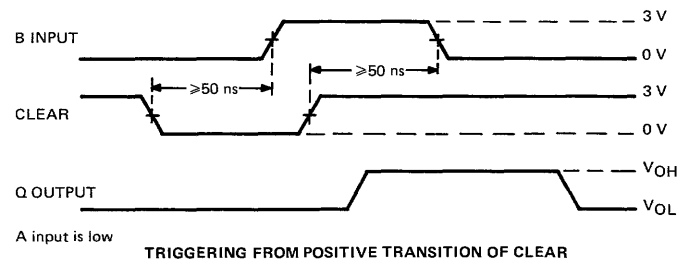 3 V
B INPUT
0 V
⩾50 ns
⩾50 ns
3 V
CLEAR
0 V
VOH
Q OUTPUT
VOL
A input is low
TRIGGERING FROM POSITIVE TRANSITION OF CLEAR